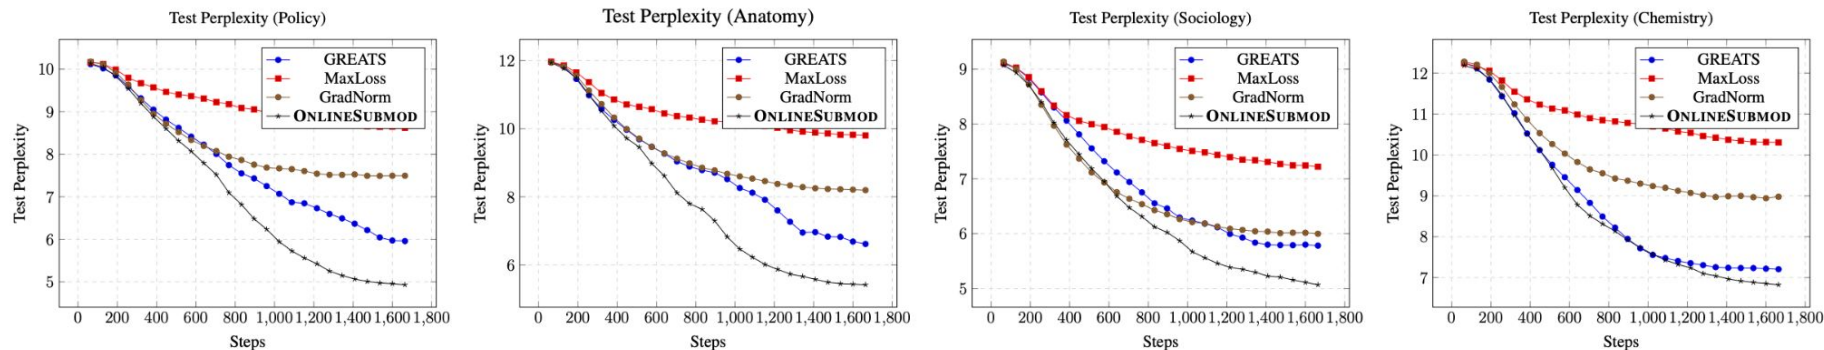 Test Perplexity (Policy)
Test Perplexity
10
9
8
7
6
5
0 200 400 600 800 1,000 1,200 1,400 1,600 1,800
Steps
GREATS
MaxLoss
GradNorm
ONLINESUBMOD
Test Perplexity (Anatomy)
Test Perplexity
12
10
8
6
0 200 400 600 800 1,000 1,200 1,400 1,600 1,800
Steps
GREATS
MaxLoss
GradNorm
ONLINESUBMOD
Test Perplexity (Sociology)
Test Perplexity
9
8
7
6
5
0 200 400 600 800 1,000 1,200 1,400 1,600 1,800
Steps
GREATS
MaxLoss
GradNorm
ONLINESUBMOD
Test Perplexity (Chemistry)
Test Perplexity
12
11
10
9
8
7
0 200 400 600 800 1,000 1,200 1,400 1,600 1,800
Steps
GREATS
MaxLoss
GradNorm
ONLINESUBMOD